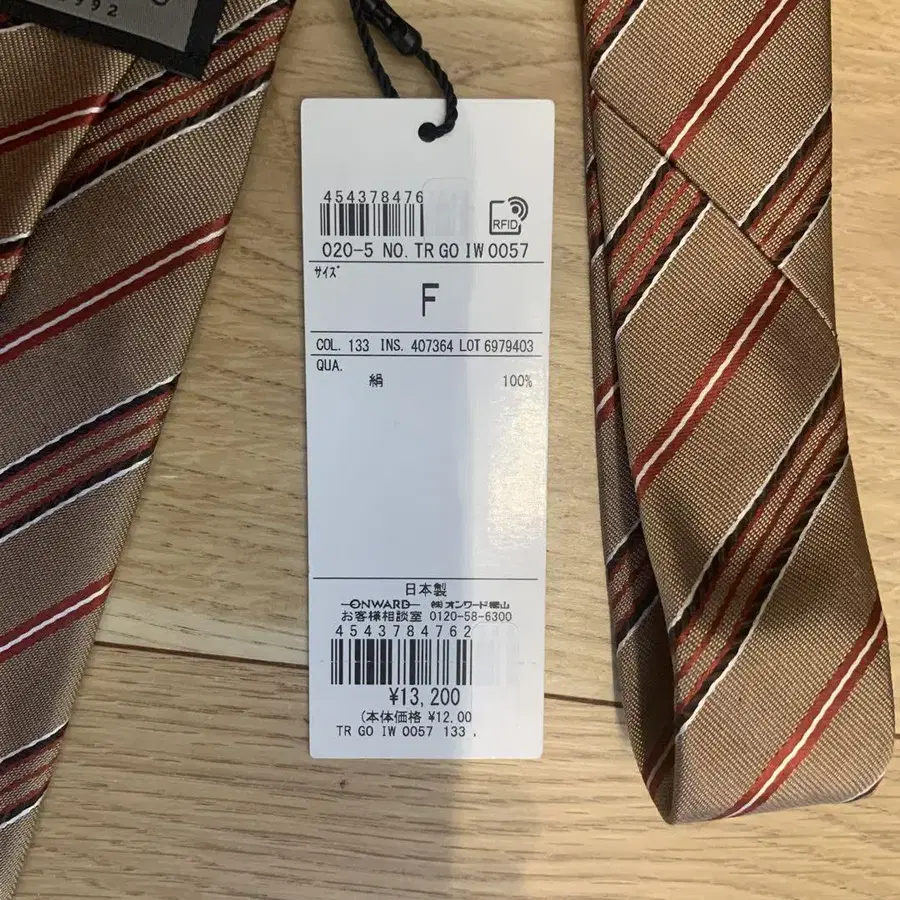 992
454378476
RFID
020-5 NO. TR GO IW 0057
サイズ
F
COL. 133 INS. 407364 LOT 6979403
QUA.
絹 100%
日本製
ONWARD ㈱オンワード樫山
お客様相談室 0120-58-6300
4543784762
¥13,200
(本体価格 ¥12,00
TR GO IW 0057 133 .